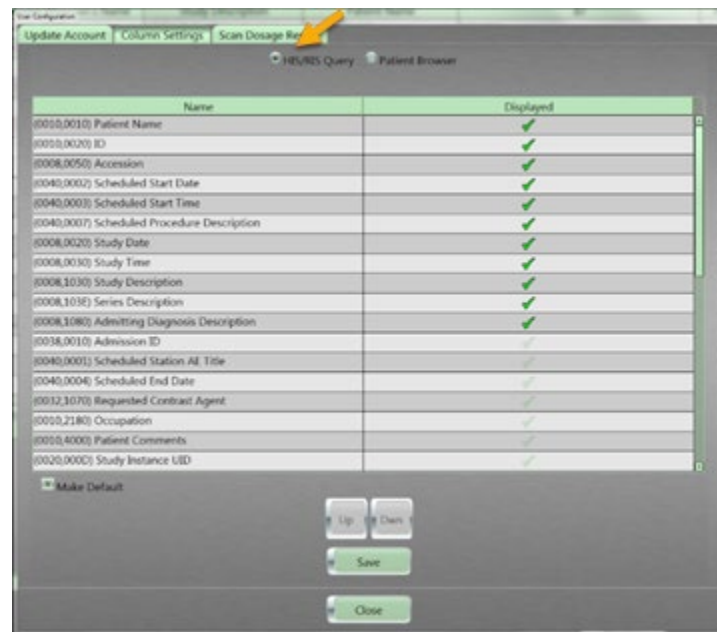 User Configuration
Update Account Column Settings Scan Dosage
HIS/RIS Query Patient Browser
Name Displayed
(0010,0010) Patient Name
(0010,0020) ID
(0008,0050) Accession
(0040,0002) Scheduled Start Date
(0040,0003) Scheduled Start Time
(0040,0007) Scheduled Procedure Description
(0008,0020) Study Date
(0008,0030) Study Time
(0008,1030) Study Description
(0008,103E) Series Description
(0008,1080) Admitting Diagnosis Description
(0038,0010) Admission ID
(0040,0001) Scheduled Station AE Title
(0040,0004) Scheduled End Date
(0032,1070) Requested Contrast Agent
(0010,2180) Occupation
(0010,4000) Patient Comments
(0020,000D) Study Instance UID
Make Default
Up Dwn
Save
Close